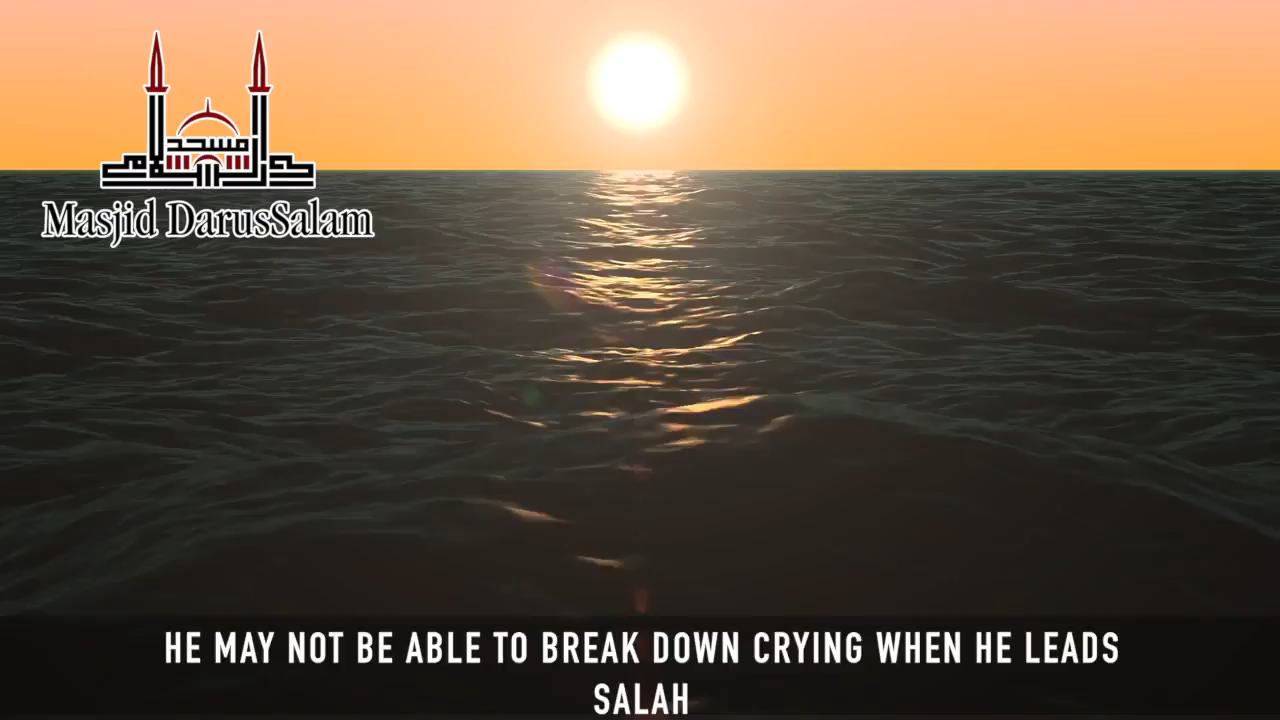 مسجد
دار السلام
Masjid DarusSalam
HE MAY NOT BE ABLE TO BREAK DOWN CRYING WHEN HE LEADS
SALAH